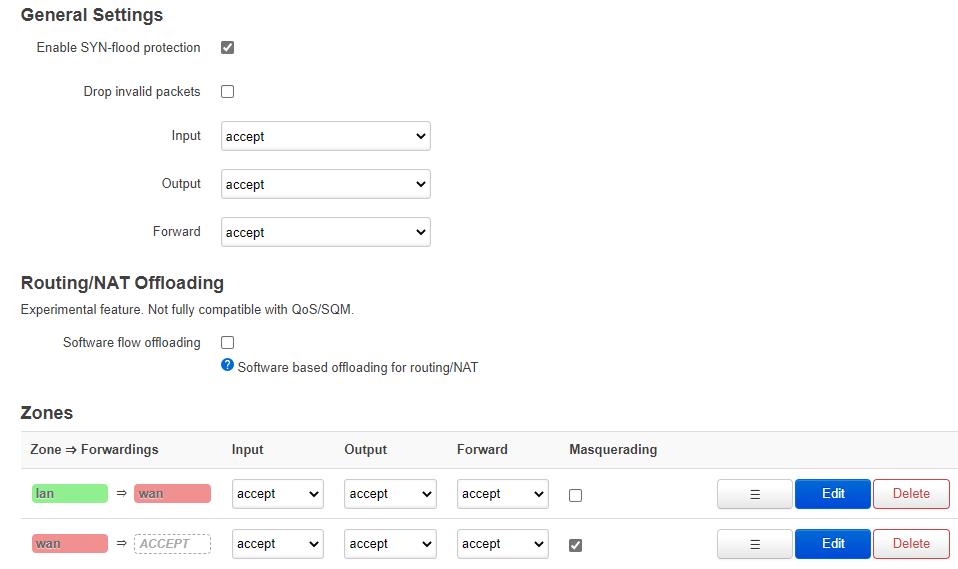 General Settings
Enable SYN-flood protection
Drop invalid packets
Input accept
Output accept
Forward accept
Routing/NAT Offloading
Experimental feature. Not fully compatible with QoS/SQM.
Software flow offloading
? Software based offloading for routing/NAT
Zones
Zone ⇒ Forwardings Input Output Forward Masquerading
lan ⇒ wan accept accept accept ☰ Edit Delete
wan ⇒ ACCEPT accept accept accept ☰ Edit Delete